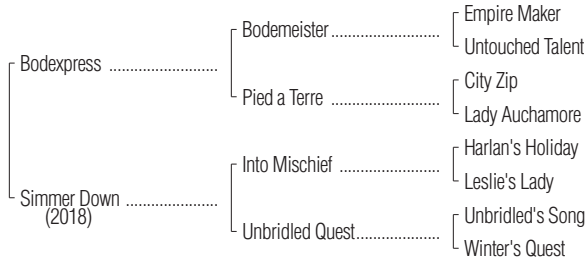 Empire Maker
Bodemeister ........................
Untouched Talent
Bodexpress ........................
City Zip
Pied a Terre ........................
Lady Auchamore
Harlan's Holiday
Into Mischief ......................
Leslie's Lady
Simmer Down ....................
(2018)
Unbridled's Song
Unbridled Quest..................
Winter's Quest